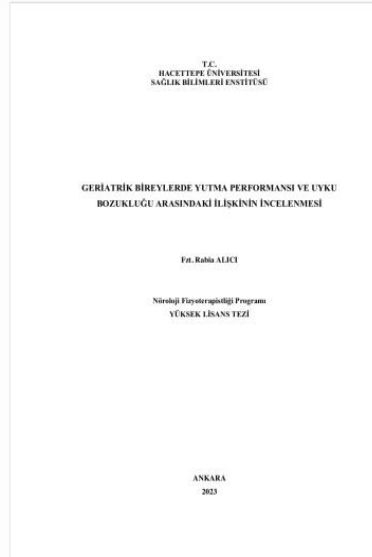 T.C.
HACETTEPE ÜNİVERSİTESİ
SAĞLIK BİLİMLERİ ENSTİTÜSÜ
GERİATRİK BİREYLERDE YUTMA PERFORMANSI VE UYKU
BOZUKLUĞU ARASINDAKİ İLİŞKİNİN İNCELENMESİ
Fzt. Rabia ALICI
Nöroloji Fizyoterapistliği Programı
YÜKSEK LİSANS TEZİ
ANKARA
2023